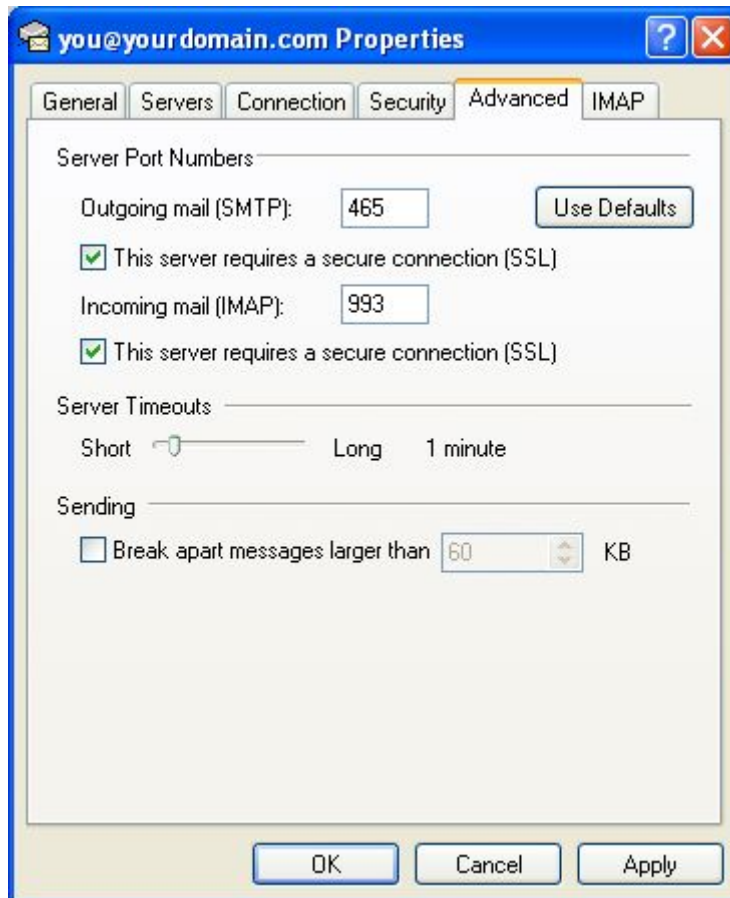 you@yourdomain.com Properties
General Servers Connection Security Advanced IMAP
Server Port Numbers
Outgoing mail (SMTP): 465 Use Defaults
This server requires a secure connection (SSL)
Incoming mail (IMAP): 993
This server requires a secure connection (SSL)
Server Timeouts
Short Long 1 minute
Sending
Break apart messages larger than 60 KB
OK Cancel Apply